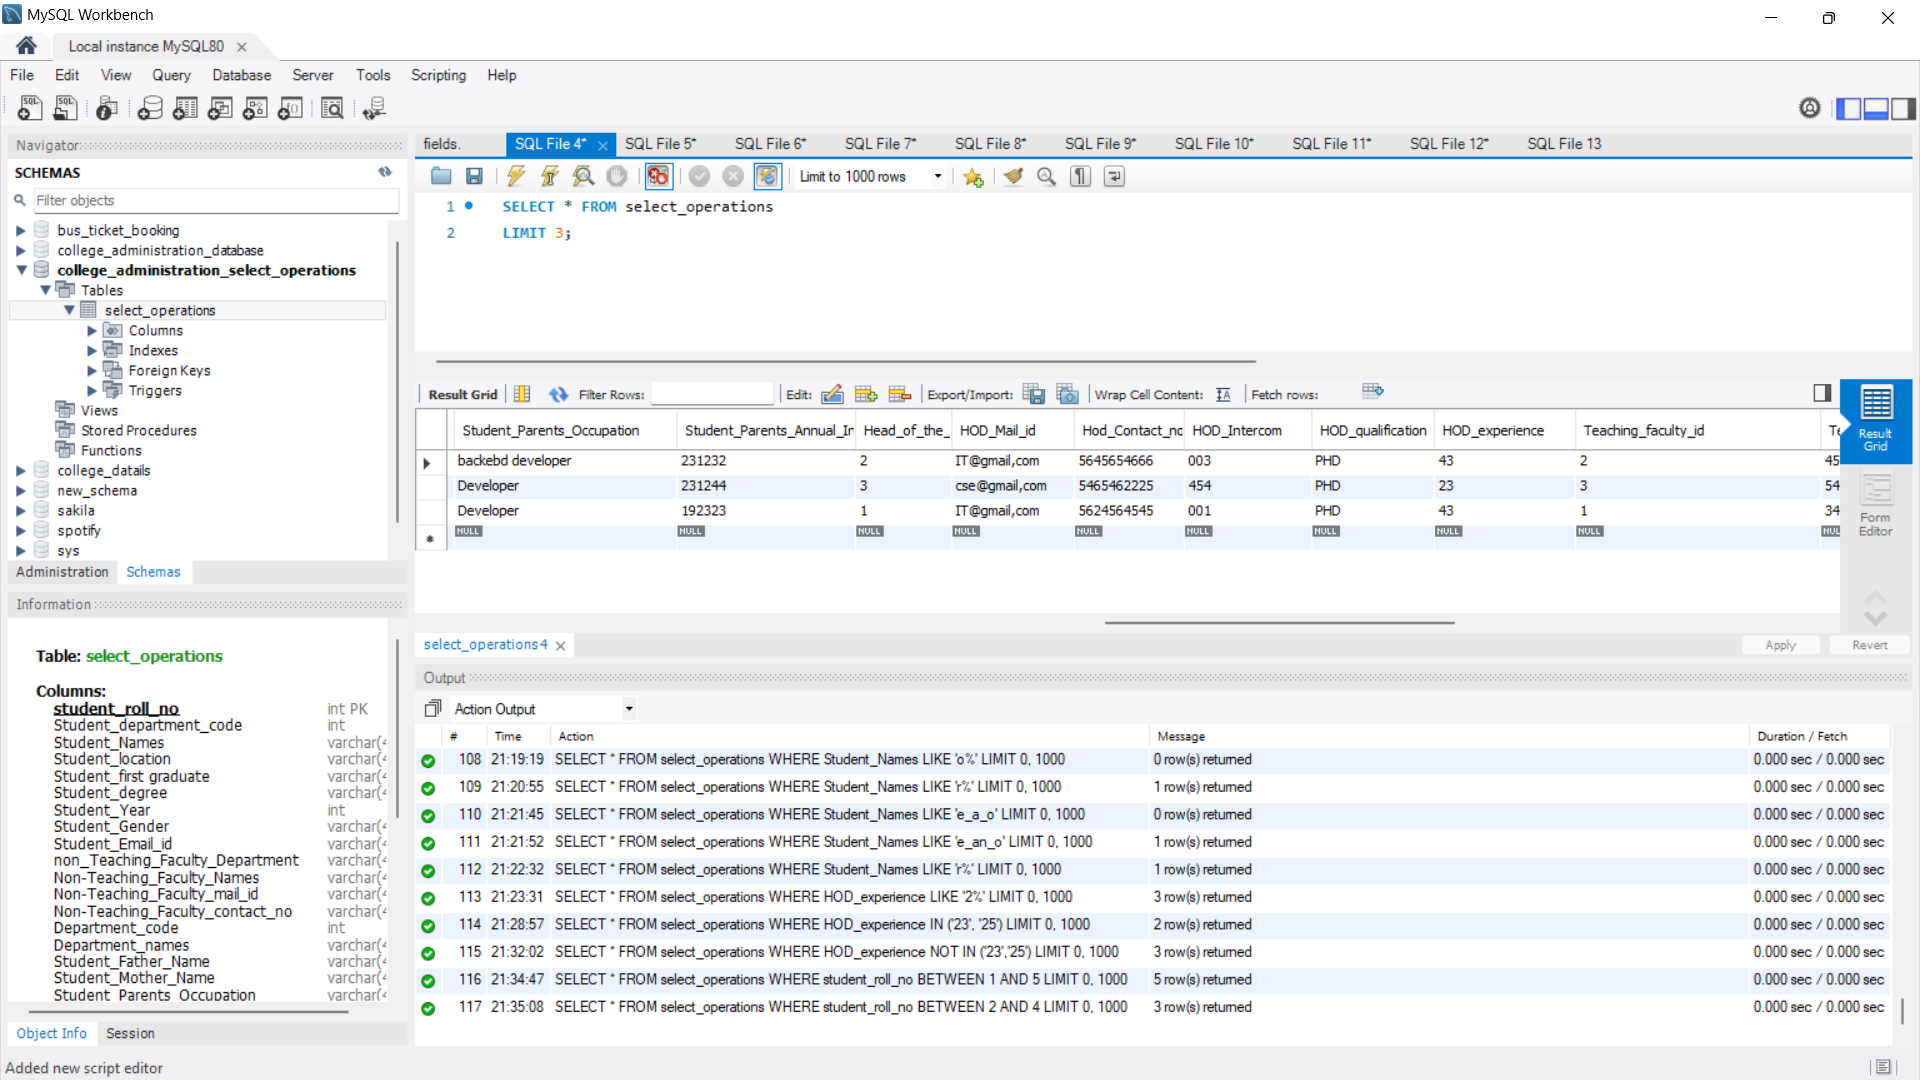 MySQL Workbench
Local instance MySQL80
File Edit View Query Database Server Tools Scripting Help
Navigator
SCHEMAS
Filter objects
bus_ticket_booking
college_administration_database
college_administration_select_operations
Tables
select_operations
Columns
Indexes
Foreign Keys
Triggers
Views
Stored Procedures
Functions
college_datails
new_schema
sakila
spotify
sys
Administration Schemas
Information
Table: select_operations
Columns:
student_roll_no int PK
Student_department_code int
Student_Names varchar(4
Student_location varchar(4
Student_first graduate varchar(4
Student_degree varchar(4
Student_Year int
Student_Gender varchar(4
Student_Email_id varchar(4
non_Teaching_Faculty_Department varchar(4
Non-Teaching_Faculty_Names varchar(4
Non-Teaching_Faculty_mail_id varchar(4
Non-Teaching_Faculty_contact_no varchar(4
Department_code int
Department_names varchar(4
Student_Father_Name varchar(4
Student_Mother_Name varchar(4
Student_Parents_Occupation varchar(4
Object Info Session
Added new script editor
fields. SQL File 4* SQL File 5* SQL File 6* SQL File 7* SQL File 8* SQL File 9* SQL File 10* SQL File 11* SQL File 12* SQL File 13
Limit to 1000 rows
1 SELECT * FROM select_operations
2 LIMIT 3;
Result Grid Filter Rows: Edit: Export/Import: Wrap Cell Content: Fetch rows:
Student_Parents_Occupation Student_Parents_Annual_In Head_of_the_ HOD_Mail_id Hod_Contact_no HOD_Intercom HOD_qualification HOD_experience Teaching_faculty_id Te
backebd developer 231232 2 IT@gmail,com 5645654666 003 PHD 43 2 45
Developer 231244 3 cse@gmail,com 5465462225 454 PHD 23 3 54
Developer 192323 1 IT@gmail,com 5624564545 001 PHD 43 1 34
NULL NULL NULL NULL NULL NULL NULL NULL NULL NUL
Result
Grid
Form
Editor
select_operations 4
Apply Revert
Output
Action Output
# Time Action Message Duration / Fetch
108 21:19:19 SELECT * FROM select_operations WHERE Student_Names LIKE 'o%' LIMIT 0, 1000 0 row(s) returned 0.000 sec / 0.000 sec
109 21:20:55 SELECT * FROM select_operations WHERE Student_Names LIKE 'r%' LIMIT 0, 1000 1 row(s) returned 0.000 sec / 0.000 sec
110 21:21:45 SELECT * FROM select_operations WHERE Student_Names LIKE 'e_a_o' LIMIT 0, 1000 0 row(s) returned 0.000 sec / 0.000 sec
111 21:21:52 SELECT * FROM select_operations WHERE Student_Names LIKE 'e_an_o' LIMIT 0, 1000 1 row(s) returned 0.000 sec / 0.000 sec
112 21:22:32 SELECT * FROM select_operations WHERE Student_Names LIKE 'r%' LIMIT 0, 1000 1 row(s) returned 0.000 sec / 0.000 sec
113 21:23:31 SELECT * FROM select_operations WHERE HOD_experience LIKE '2%' LIMIT 0, 1000 3 row(s) returned 0.000 sec / 0.000 sec
114 21:28:57 SELECT * FROM select_operations WHERE HOD_experience IN ('23', '25') LIMIT 0, 1000 2 row(s) returned 0.000 sec / 0.000 sec
115 21:32:02 SELECT * FROM select_operations WHERE HOD_experience NOT IN ('23','25') LIMIT 0, 1000 3 row(s) returned 0.000 sec / 0.000 sec
116 21:34:47 SELECT * FROM select_operations WHERE student_roll_no BETWEEN 1 AND 5 LIMIT 0, 1000 5 row(s) returned 0.000 sec / 0.000 sec
117 21:35:08 SELECT * FROM select_operations WHERE student_roll_no BETWEEN 2 AND 4 LIMIT 0, 1000 3 row(s) returned 0.000 sec / 0.000 sec